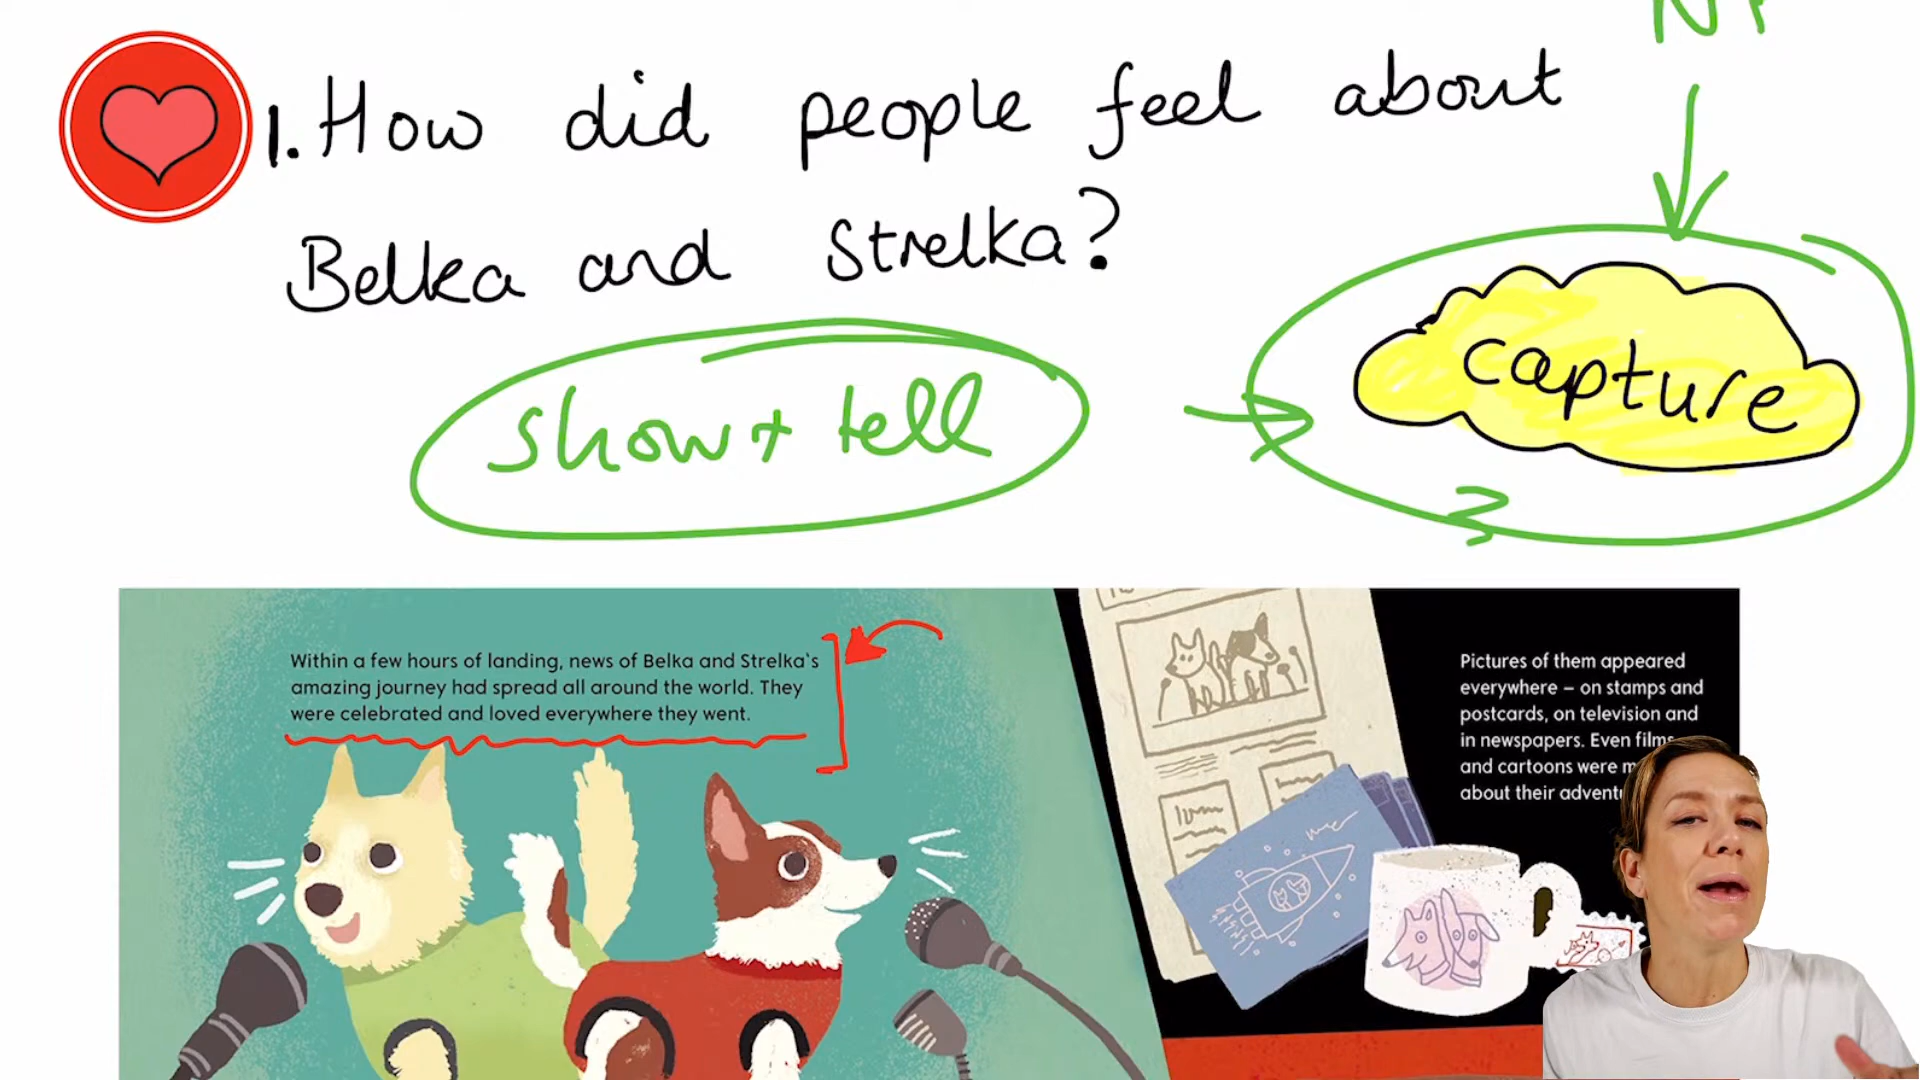 1. How did people feel about
Belka and Strelka?
show + tell
capture
Within a few hours of landing, news of Belka and Strelka's
amazing journey had spread all around the world. They
were celebrated and loved everywhere they went.
Pictures of them appeared
everywhere – on stamps and
postcards, on television and
in newspapers. Even films
and cartoons were
about their